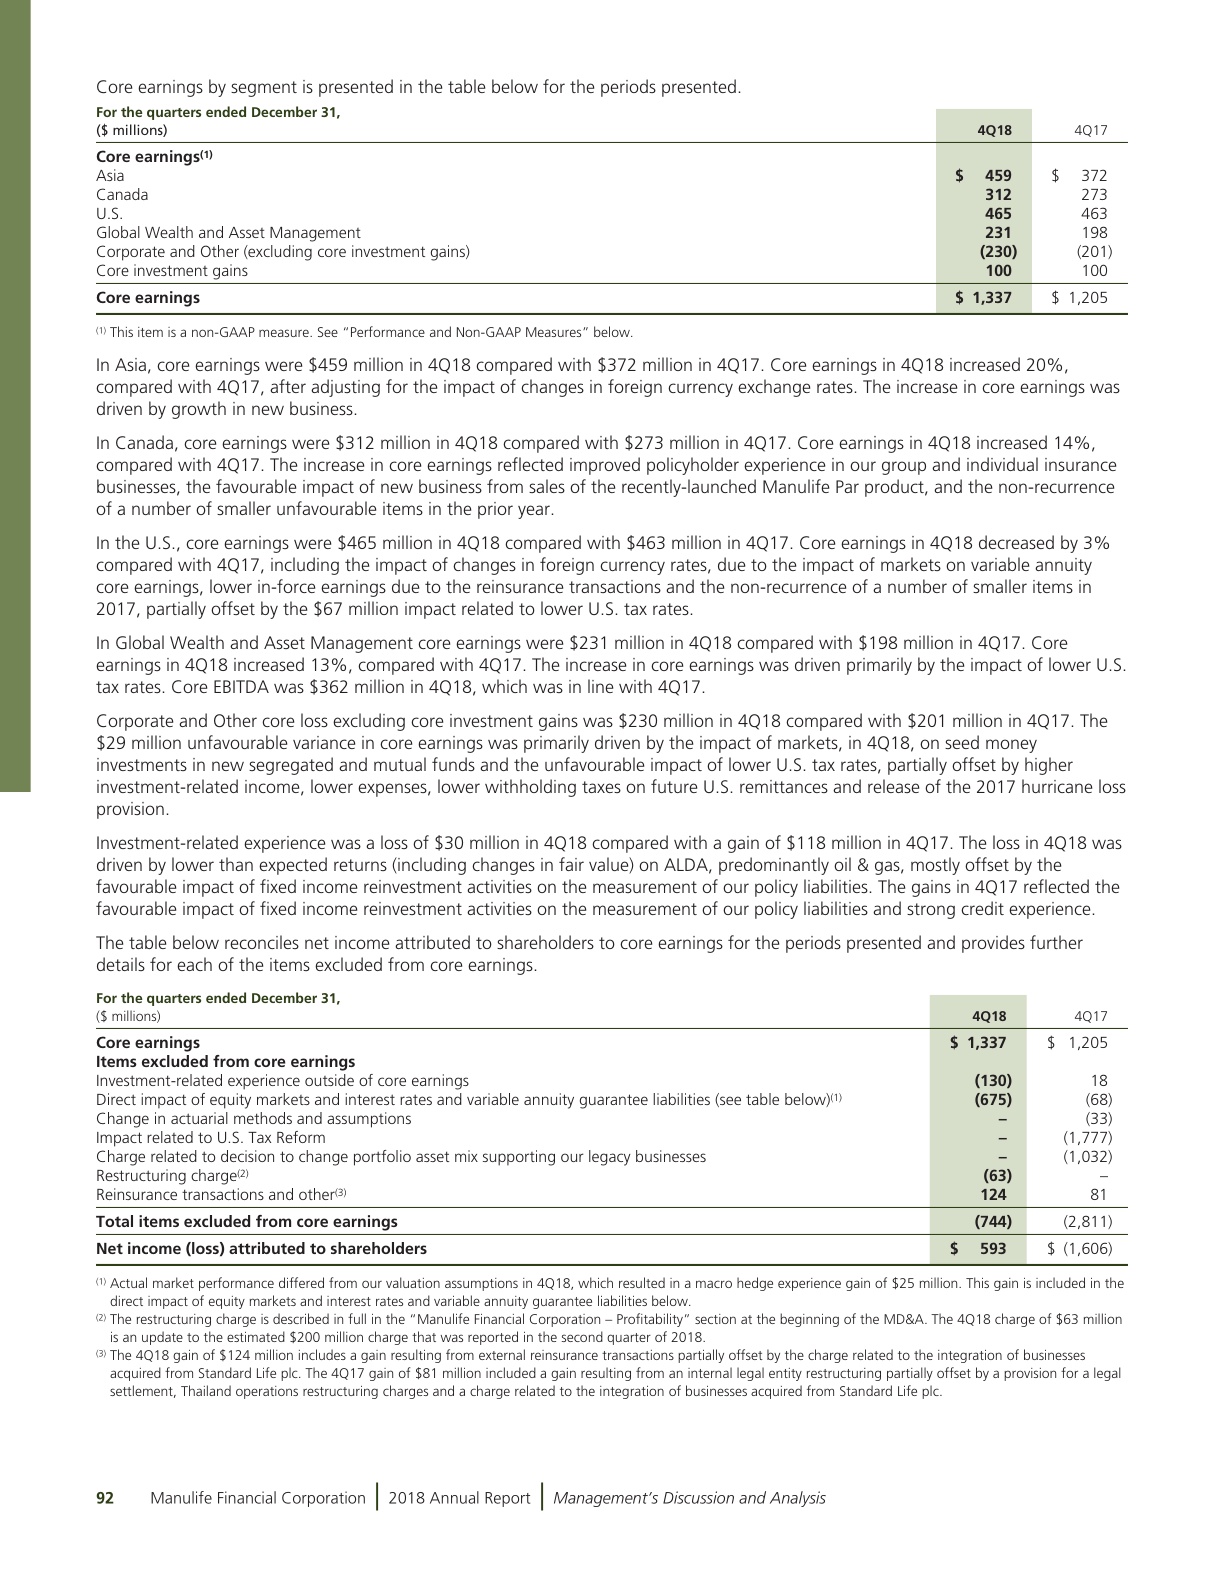 Core earnings by segment is presented in the table below for the periods presented.
For the quarters ended December 31,
($ millions) 4Q18 4Q17
Core earnings(1)
Asia $ 459 $ 372
Canada 312 273
U.S. 465 463
Global Wealth and Asset Management 231 198
Corporate and Other (excluding core investment gains) (230) (201)
Core investment gains 100 100
Core earnings $ 1,337 $ 1,205
(1) This item is a non-GAAP measure. See “Performance and Non-GAAP Measures” below.
In Asia, core earnings were $459 million in 4Q18 compared with $372 million in 4Q17. Core earnings in 4Q18 increased 20%,
compared with 4Q17, after adjusting for the impact of changes in foreign currency exchange rates. The increase in core earnings was
driven by growth in new business.
In Canada, core earnings were $312 million in 4Q18 compared with $273 million in 4Q17. Core earnings in 4Q18 increased 14%,
compared with 4Q17. The increase in core earnings reflected improved policyholder experience in our group and individual insurance
businesses, the favourable impact of new business from sales of the recently-launched Manulife Par product, and the non-recurrence
of a number of smaller unfavourable items in the prior year.
In the U.S., core earnings were $465 million in 4Q18 compared with $463 million in 4Q17. Core earnings in 4Q18 decreased by 3%
compared with 4Q17, including the impact of changes in foreign currency rates, due to the impact of markets on variable annuity
core earnings, lower in-force earnings due to the reinsurance transactions and the non-recurrence of a number of smaller items in
2017, partially offset by the $67 million impact related to lower U.S. tax rates.
In Global Wealth and Asset Management core earnings were $231 million in 4Q18 compared with $198 million in 4Q17. Core
earnings in 4Q18 increased 13%, compared with 4Q17. The increase in core earnings was driven primarily by the impact of lower U.S.
tax rates. Core EBITDA was $362 million in 4Q18, which was in line with 4Q17.
Corporate and Other core loss excluding core investment gains was $230 million in 4Q18 compared with $201 million in 4Q17. The
$29 million unfavourable variance in core earnings was primarily driven by the impact of markets, in 4Q18, on seed money
investments in new segregated and mutual funds and the unfavourable impact of lower U.S. tax rates, partially offset by higher
investment-related income, lower expenses, lower withholding taxes on future U.S. remittances and release of the 2017 hurricane loss
provision.
Investment-related experience was a loss of $30 million in 4Q18 compared with a gain of $118 million in 4Q17. The loss in 4Q18 was
driven by lower than expected returns (including changes in fair value) on ALDA, predominantly oil & gas, mostly offset by the
favourable impact of fixed income reinvestment activities on the measurement of our policy liabilities. The gains in 4Q17 reflected the
favourable impact of fixed income reinvestment activities on the measurement of our policy liabilities and strong credit experience.
The table below reconciles net income attributed to shareholders to core earnings for the periods presented and provides further
details for each of the items excluded from core earnings.
For the quarters ended December 31,
($ millions) 4Q18 4Q17
Core earnings $ 1,337 $ 1,205
Items excluded from core earnings
Investment-related experience outside of core earnings (130) 18
Direct impact of equity markets and interest rates and variable annuity guarantee liabilities (see table below)(1) (675) (68)
Change in actuarial methods and assumptions – (33)
Impact related to U.S. Tax Reform – (1,777)
Charge related to decision to change portfolio asset mix supporting our legacy businesses – (1,032)
Restructuring charge(2) (63) –
Reinsurance transactions and other(3) 124 81
Total items excluded from core earnings (744) (2,811)
Net income (loss) attributed to shareholders $ 593 $ (1,606)
(1) Actual market performance differed from our valuation assumptions in 4Q18, which resulted in a macro hedge experience gain of $25 million. This gain is included in the
direct impact of equity markets and interest rates and variable annuity guarantee liabilities below.
(2) The restructuring charge is described in full in the “Manulife Financial Corporation – Profitability” section at the beginning of the MD&A. The 4Q18 charge of $63 million
is an update to the estimated $200 million charge that was reported in the second quarter of 2018.
(3) The 4Q18 gain of $124 million includes a gain resulting from external reinsurance transactions partially offset by the charge related to the integration of businesses
acquired from Standard Life plc. The 4Q17 gain of $81 million included a gain resulting from an internal legal entity restructuring partially offset by a provision for a legal
settlement, Thailand operations restructuring charges and a charge related to the integration of businesses acquired from Standard Life plc.
92 Manulife Financial Corporation | 2018 Annual Report | Management’s Discussion and Analysis